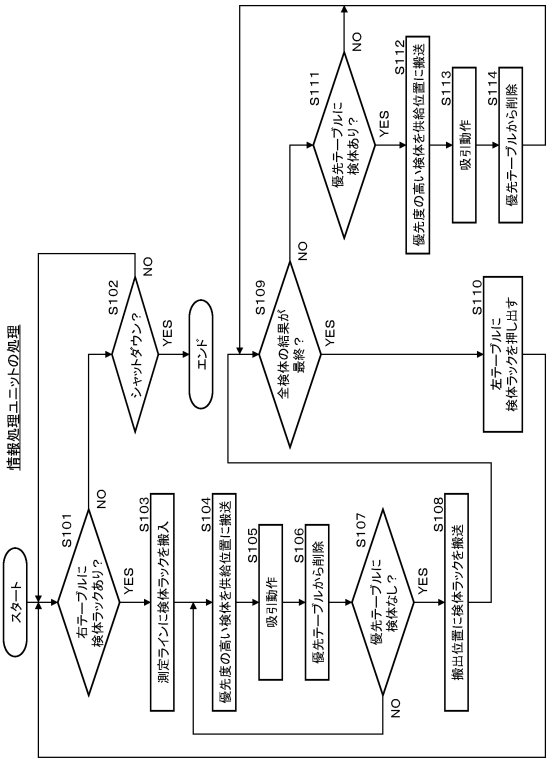 情報処理ユニットの処理
スタート
S101
右テーブルに
検体ラックあり？
NO
YES
S102
シャットダウン？
NO
YES
エンド
S103
測定ラインに検体ラックを搬入
S104
優先度の高い検体を供給位置に搬送
S105
吸引動作
S106
優先テーブルから削除
S107
優先テーブルに
検体なし？
NO
YES
S108
搬出位置に検体ラックを搬送
S109
全検体の結果が
最終？
NO
YES
S110
左テーブルに
検体ラックを押し出す
S111
優先テーブルに
検体あり？
NO
YES
S112
優先度の高い検体を供給位置に搬送
S113
吸引動作
S114
優先テーブルから削除